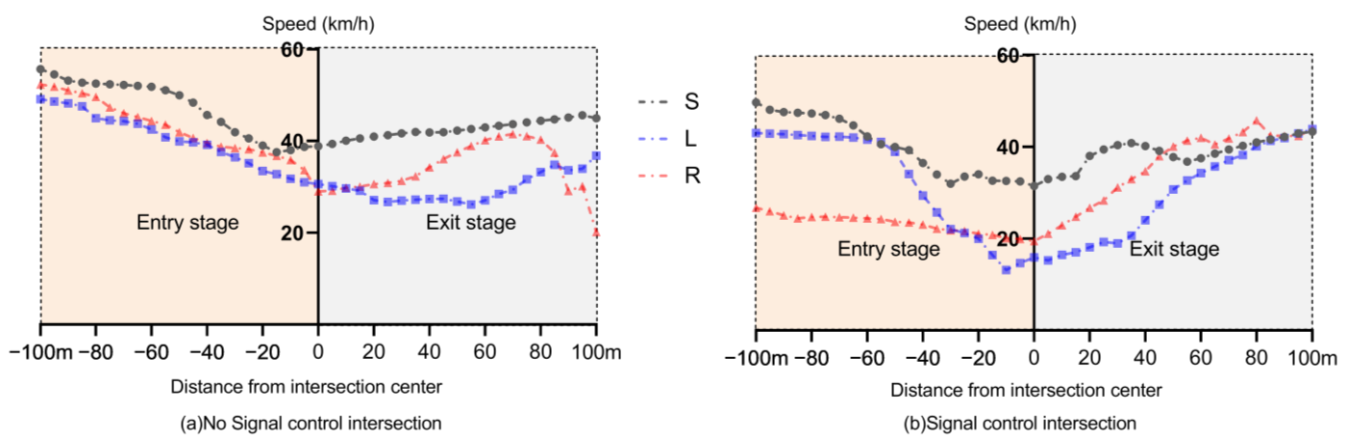 Speed (km/h)
60
40
20
Entry stage
Exit stage
−100m −80 −60 −40 −20 0 20 40 60 80 100m
Distance from intersection center
(a)No Signal control intersection
S
L
R
Speed (km/h)
60
40
20
Entry stage
Exit stage
−100m −80 −60 −40 −20 0 20 40 60 80 100m
Distance from intersection center
(b)Signal control intersection